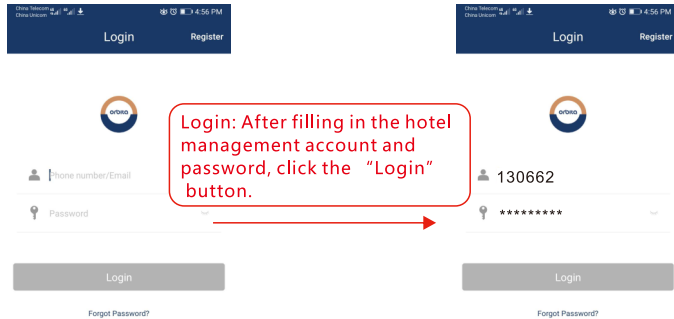 China Telecom
China Unicom
4:56 PM
Login
Register
orbita
Phone number/Email
Password
Login
Forgot Password?
Login: After filling in the hotel
management account and
password, click the “Login”
button.
China Telecom
China Unicom
4:56 PM
Login
Register
orbita
130662
*********
Login
Forgot Password?